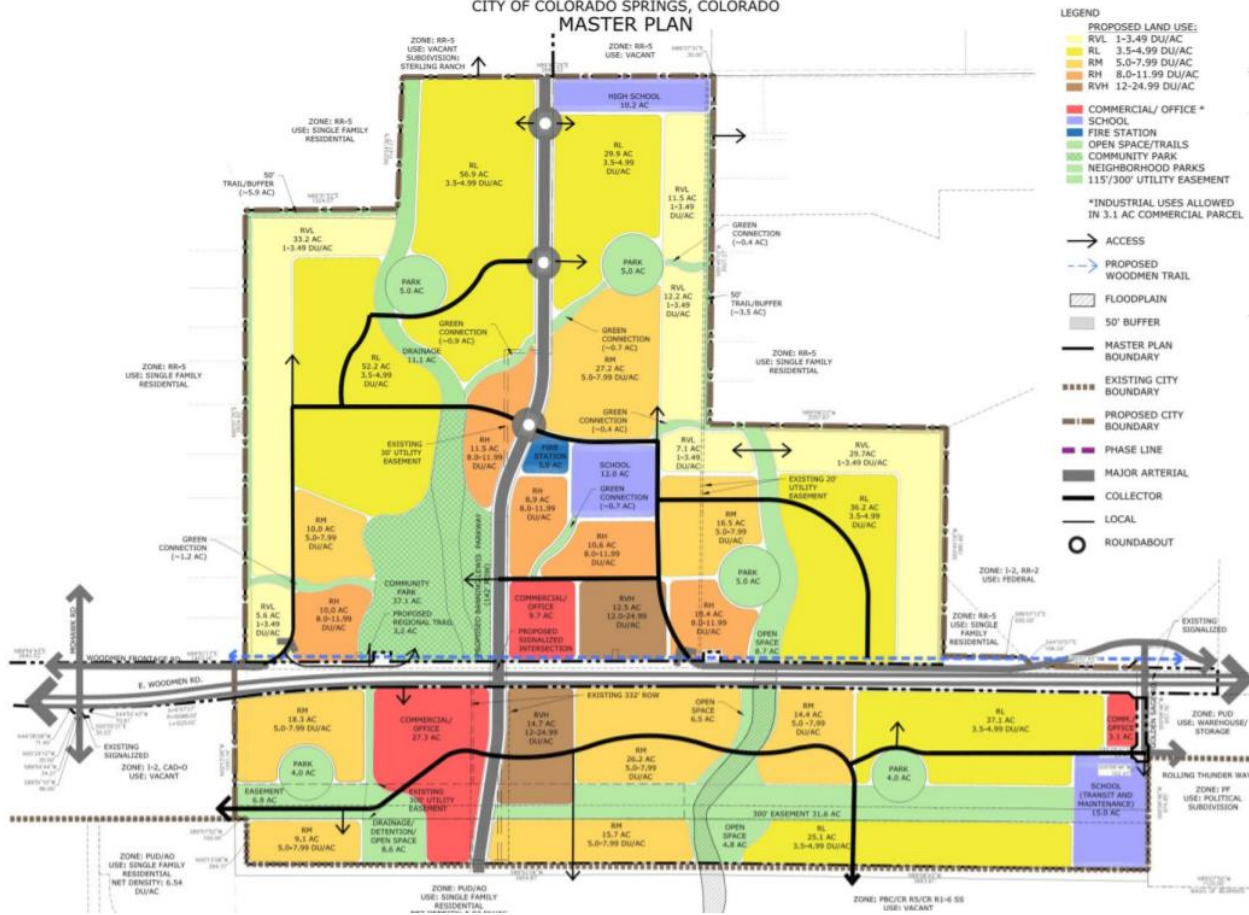 CITY OF COLORADO SPRINGS, COLORADO
MASTER PLAN
LEGEND
PROPOSED LAND USE:
RVL 1-3.49 DU/AC
RL 3.5-4.99 DU/AC
RM 5.0-7.99 DU/AC
RH 8.0-11.99 DU/AC
RVH 12-24.99 DU/AC
COMMERCIAL/ OFFICE *
SCHOOL
FIRE STATION
OPEN SPACE/TRAILS
COMMUNITY PARK
NEIGHBORHOOD PARKS
115'/300' UTILITY EASEMENT
*INDUSTRIAL USES ALLOWED
IN 3.1 AC COMMERCIAL PARCEL
ACCESS
PROPOSED
WOODMEN TRAIL
FLOODPLAIN
50' BUFFER
MASTER PLAN
BOUNDARY
EXISTING CITY
BOUNDARY
PROPOSED CITY
BOUNDARY
PHASE LINE
MAJOR ARTERIAL
COLLECTOR
LOCAL
ROUNDABOUT
ZONE: RR-5
USE: VACANT
SUBDIVISION:
STERLING RANCH
ZONE: RR-5
USE: VACANT
HIGH SCHOOL
10.2 AC
ZONE: RR-5
USE: SINGLE FAMILY
RESIDENTIAL
RL
56.9 AC
3.5-4.99
DU/AC
RL
29.9 AC
3.5-4.99
DU/AC
50'
TRAIL/BUFFER
(~5.9 AC)
RVL
11.5 AC
1-3.49
DU/AC
RVL
33.2 AC
1-3.49 DU/AC
GREEN
CONNECTION
(~0.4 AC)
PARK
5.0 AC
PARK
5.0 AC
RVL
12.2 AC
1-3.49
DU/AC
50'
TRAIL/BUFFER
(~3.5 AC)
GREEN
CONNECTION
(~0.9 AC)
GREEN
CONNECTION
(~0.7 AC)
DRAINAGE
11.1 AC
RL
52.2 AC
3.5-4.99
DU/AC
RM
27.2 AC
5.0-7.99 DU/AC
ZONE: RR-5
USE: SINGLE FAMILY
RESIDENTIAL
ZONE: RR-5
USE: SINGLE FAMILY
RESIDENTIAL
GREEN
CONNECTION
(~0.4 AC)
EXISTING
30' UTILITY
EASEMENT
RH
11.5 AC
8.0-11.99
DU/AC
FIRE
STATION
SCHOOL
12.0 AC
RVL
7.1 AC
1-3.49
DU/AC
RVL
29.7AC
1-3.49 DU/AC
GREEN
CONNECTION
(~0.7 AC)
EXISTING 20'
UTILITY
EASEMENT
RH
8.9 AC
8.0-11.99
DU/AC
RL
36.2 AC
3.5-4.99
DU/AC
RM
10.0 AC
5.0-7.99
DU/AC
RM
16.5 AC
5.0-7.99
DU/AC
GREEN
CONNECTION
(~1.2 AC)
RH
10.6 AC
8.0-11.99
DU/AC
PARK
5.0 AC
ZONE: I-2, RR-2
USE: FEDERAL
COMMUNITY
PARK
37.1 AC
PROPOSED BANNING LEWIS PARKWAY
(142' ROW)
RVL
5.6 AC
1-3.49
DU/AC
RH
10.0 AC
8.0-11.99
DU/AC
PROPOSED
REGIONAL TRAIL
3.2 AC
COMMERCIAL/
OFFICE
9.7 AC
PROPOSED
SIGNALIZED
INTERSECTION
RVH
12.5 AC
12.0-24.99
DU/AC
RH
8.0-11.99
DU/AC
OPEN
SPACE
8.7 AC
ZONE: RR-5
USE: SINGLE
FAMILY
RESIDENTIAL
EXISTING
SIGNALIZED
MOHAWK RD
WOODMEN FRONTAGE RD
E. WOODMEN RD.
EXISTING
SIGNALIZED
ZONE: I-2, CAD-O
USE: VACANT
EXISTING 332' ROW
RM
18.3 AC
5.0-7.99 DU/AC
COMMERCIAL/
OFFICE
27.3 AC
RVH
14.7 AC
12-24.99
DU/AC
OPEN
SPACE
6.5 AC
RM
14.4 AC
5.0 -7.99
DU/AC
RL
37.1 AC
3.5-4.99 DU/AC
COMM./
OFFICE
3.1 AC
ZONE: PUD
USE: WAREHOUSE/
STORAGE
RM
26.2 AC
5.0-7.99
DU/AC
PARK
4.0 AC
PARK
4.0 AC
ROLLING THUNDER WAY
ZONE: PF
USE: POLITICAL
SUBDIVISION
EASEMENT
6.8 AC
EXISTING
300' UTILITY
EASEMENT
SCHOOL
(TRANSIT AND
MAINTENANCE)
15.0 AC
300' EASEMENT 31.6 AC
DRAINAGE/
DETENTION/
OPEN SPACE
8.6 AC
RM
9.1 AC
5.0-7.99 DU/AC
RM
15.7 AC
5.0-7.99 DU/AC
OPEN
SPACE
4.8 AC
RL
25.1 AC
3.5-4.99 DU/AC
ZONE: PUD/AO
USE: SINGLE FAMILY
RESIDENTIAL
NET DENSITY: 6.54
DU/AC
ZONE: PUD/AO
USE: SINGLE FAMILY
RESIDENTIAL
ZONE: PBC/CR R5/CR R1-6 SS
USE: VACANT